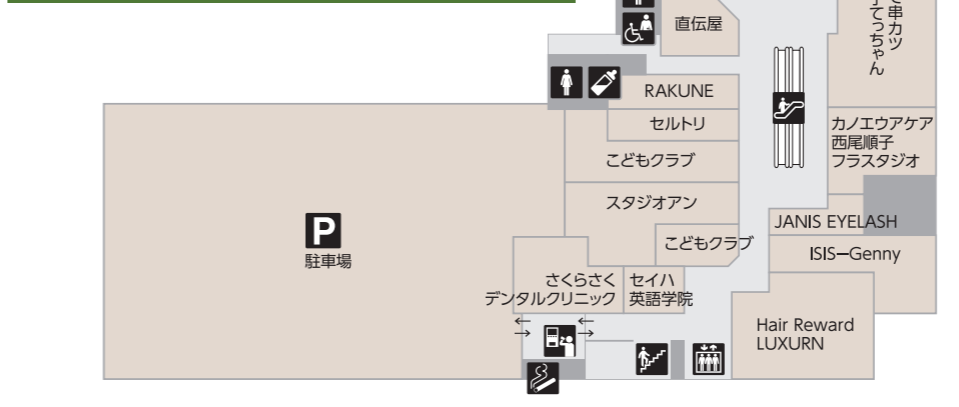 直伝屋
串カツ
てっちゃん
RAKUNE
セルトリ
こどもクラブ
カノエウアケア
西尾順子
フラスタジオ
スタジオアン
こどもクラブ
JANIS EYELASH
ISIS–Genny
P
駐車場
さくらさく
デンタルクリニック
セイハ
英語学院
Hair Reward
LUXURN